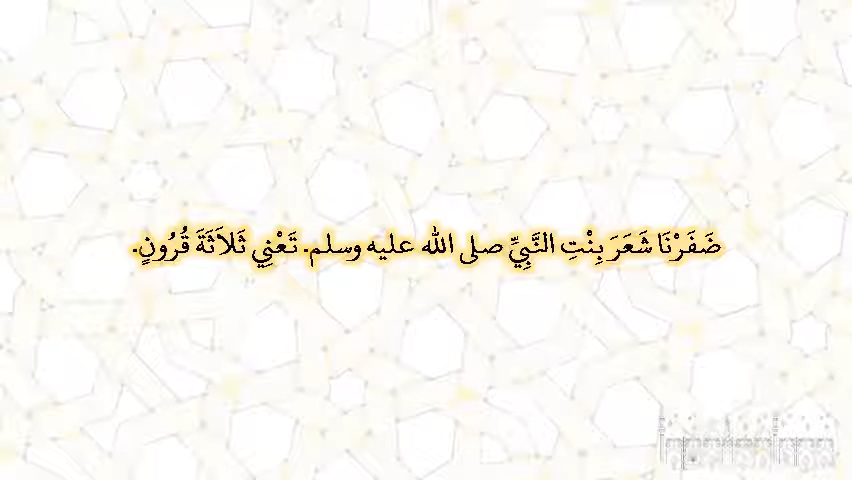 ضَفَرْنَا شَعَرَ بِنْتِ النَّبِيِّ صلى الله عليه وسلم. تَعْنِي ثَلاَثَةَ قُرُونٍ.